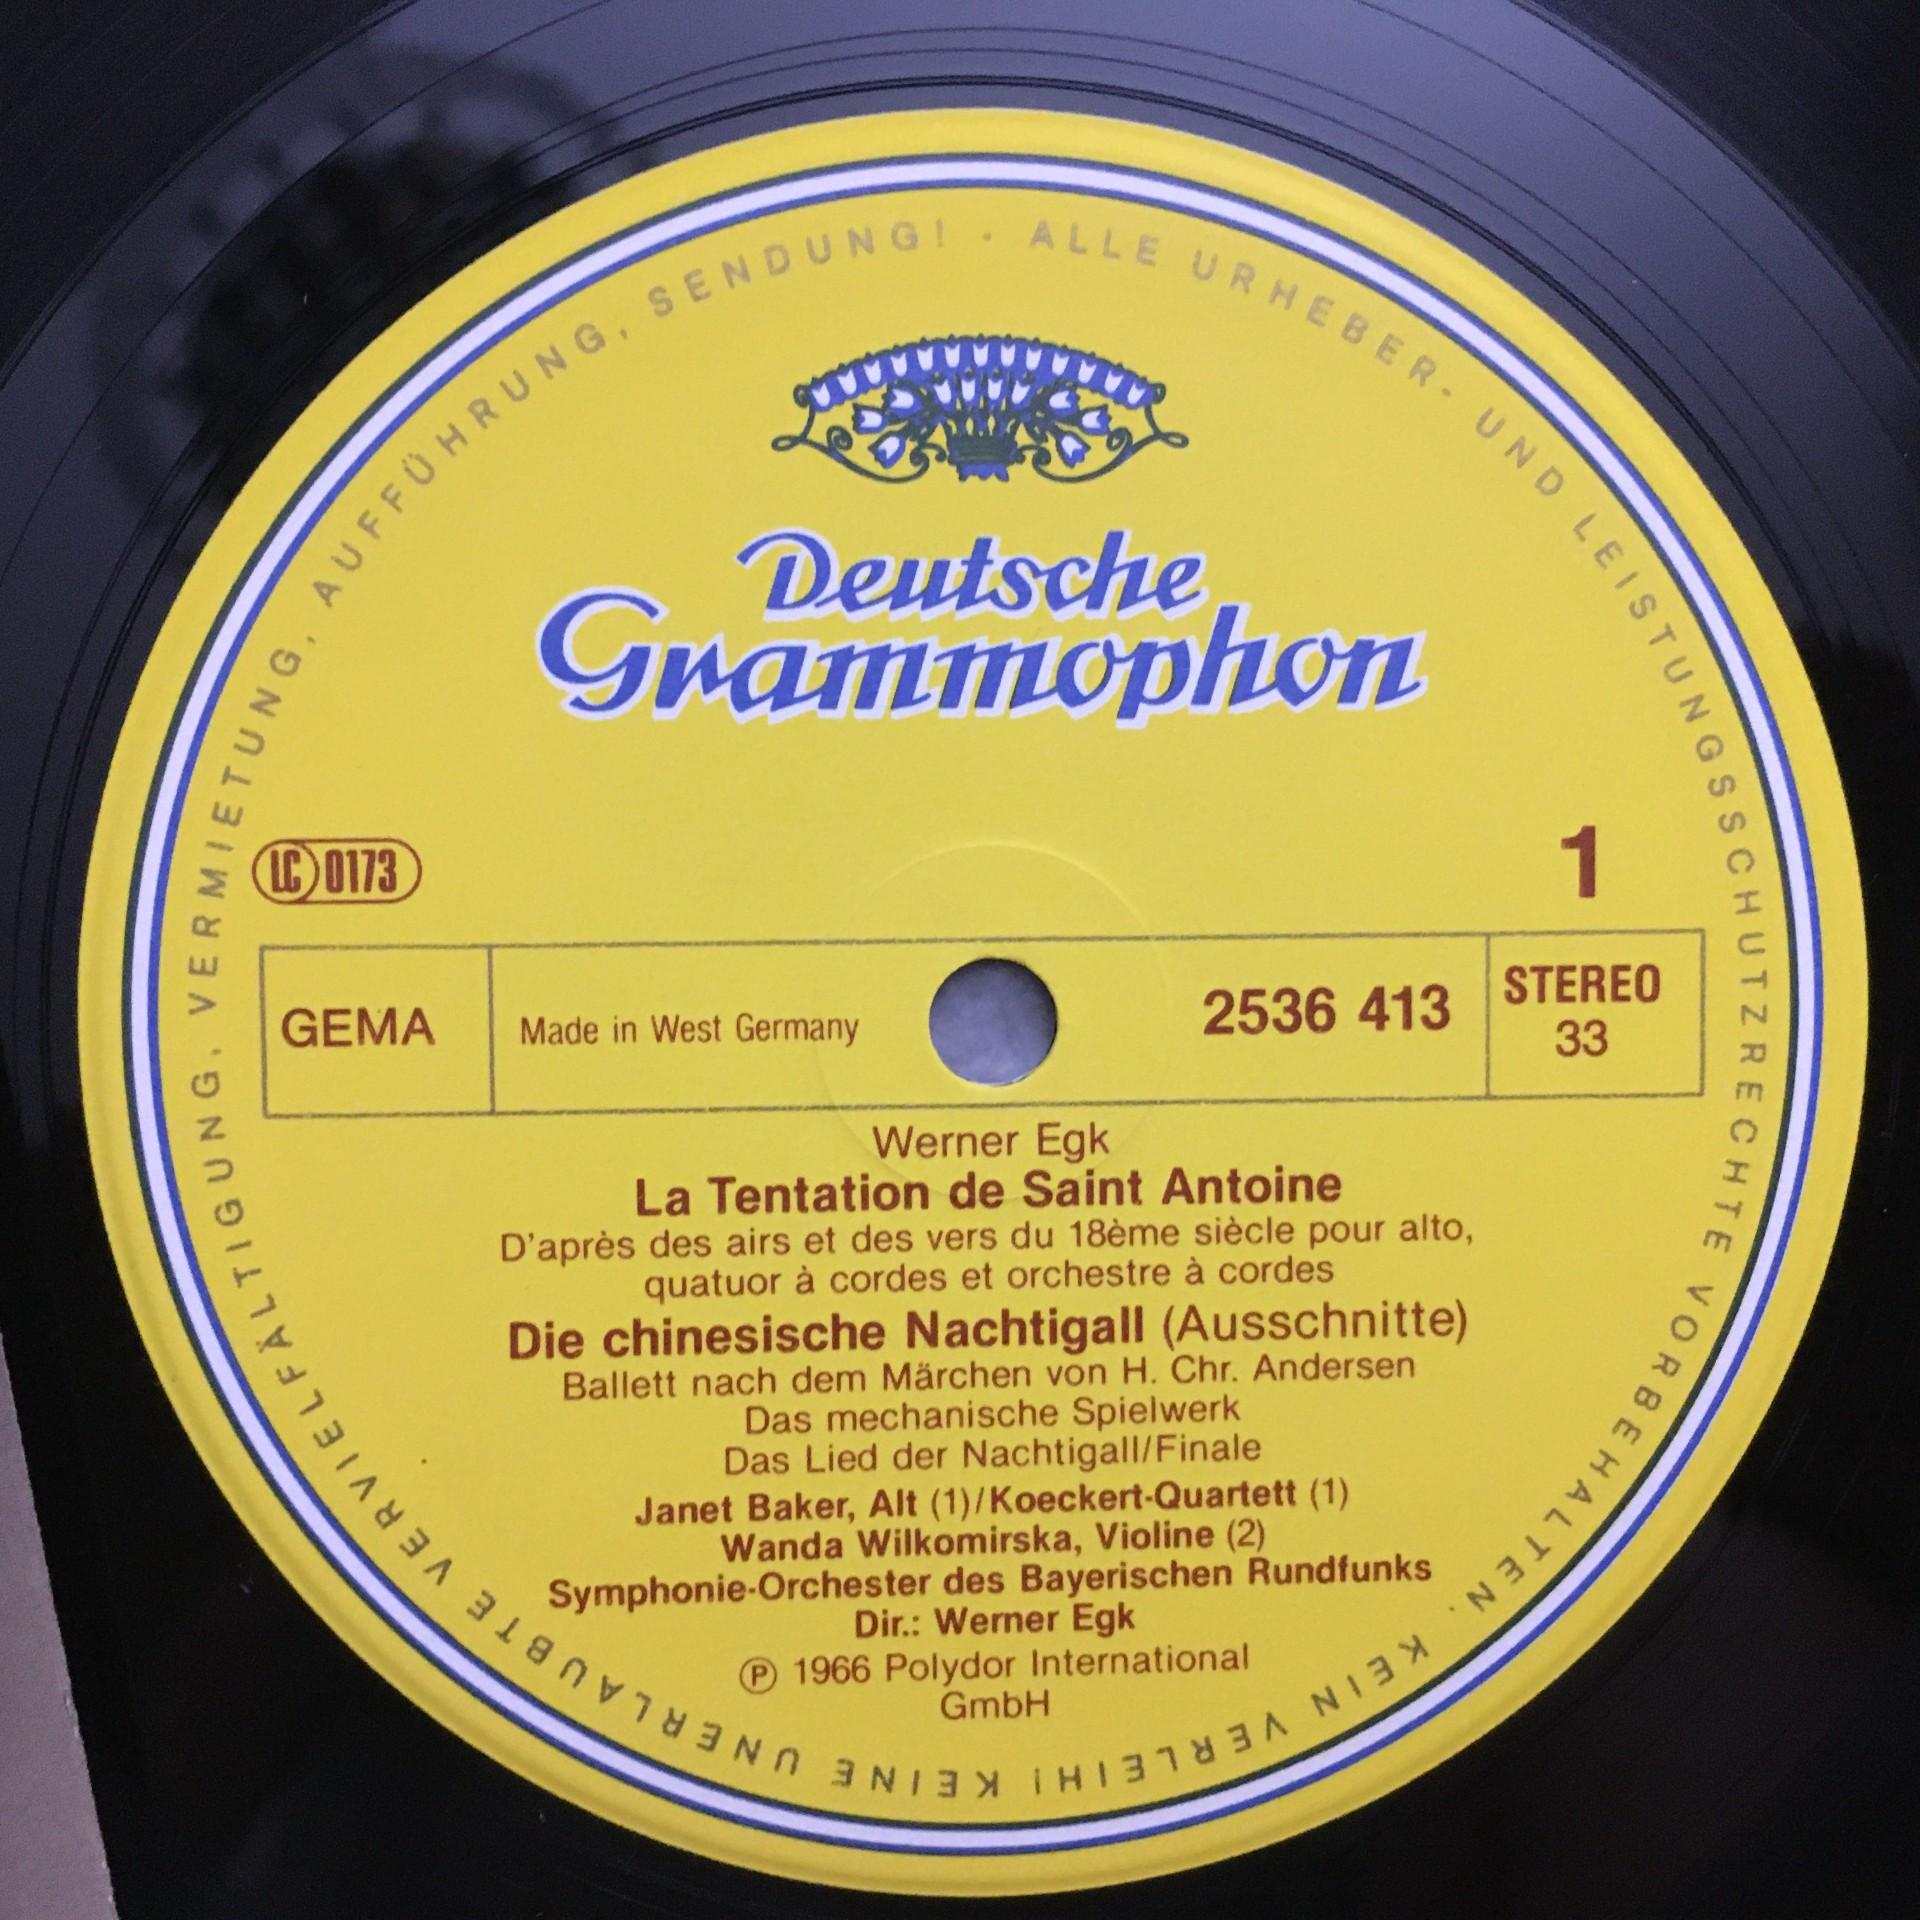 ALLE URHEBER- UND LEISTUNGSSCHUTZRECHTE VORBEHALTEN. KEIN VERLEIH! KEINE UNERLAUBTE VERVIELFÄLTIGUNG, VERMIETUNG, AUFFÜHRUNG, SENDUNG! ·
Deutsche
Grammophon
LC 0173
1
GEMA
Made in West Germany
2536 413
STEREO
33
Werner Egk
La Tentation de Saint Antoine
D'après des airs et des vers du 18ème siècle pour alto,
quatuor à cordes et orchestre à cordes
Die chinesische Nachtigall (Ausschnitte)
Ballett nach dem Märchen von H. Chr. Andersen
Das mechanische Spielwerk
Das Lied der Nachtigall/Finale
Janet Baker, Alt (1)/Koeckert-Quartett (1)
Wanda Wilkomirska, Violine (2)
Symphonie-Orchester des Bayerischen Rundfunks
Dir.: Werner Egk
℗ 1966 Polydor International
GmbH